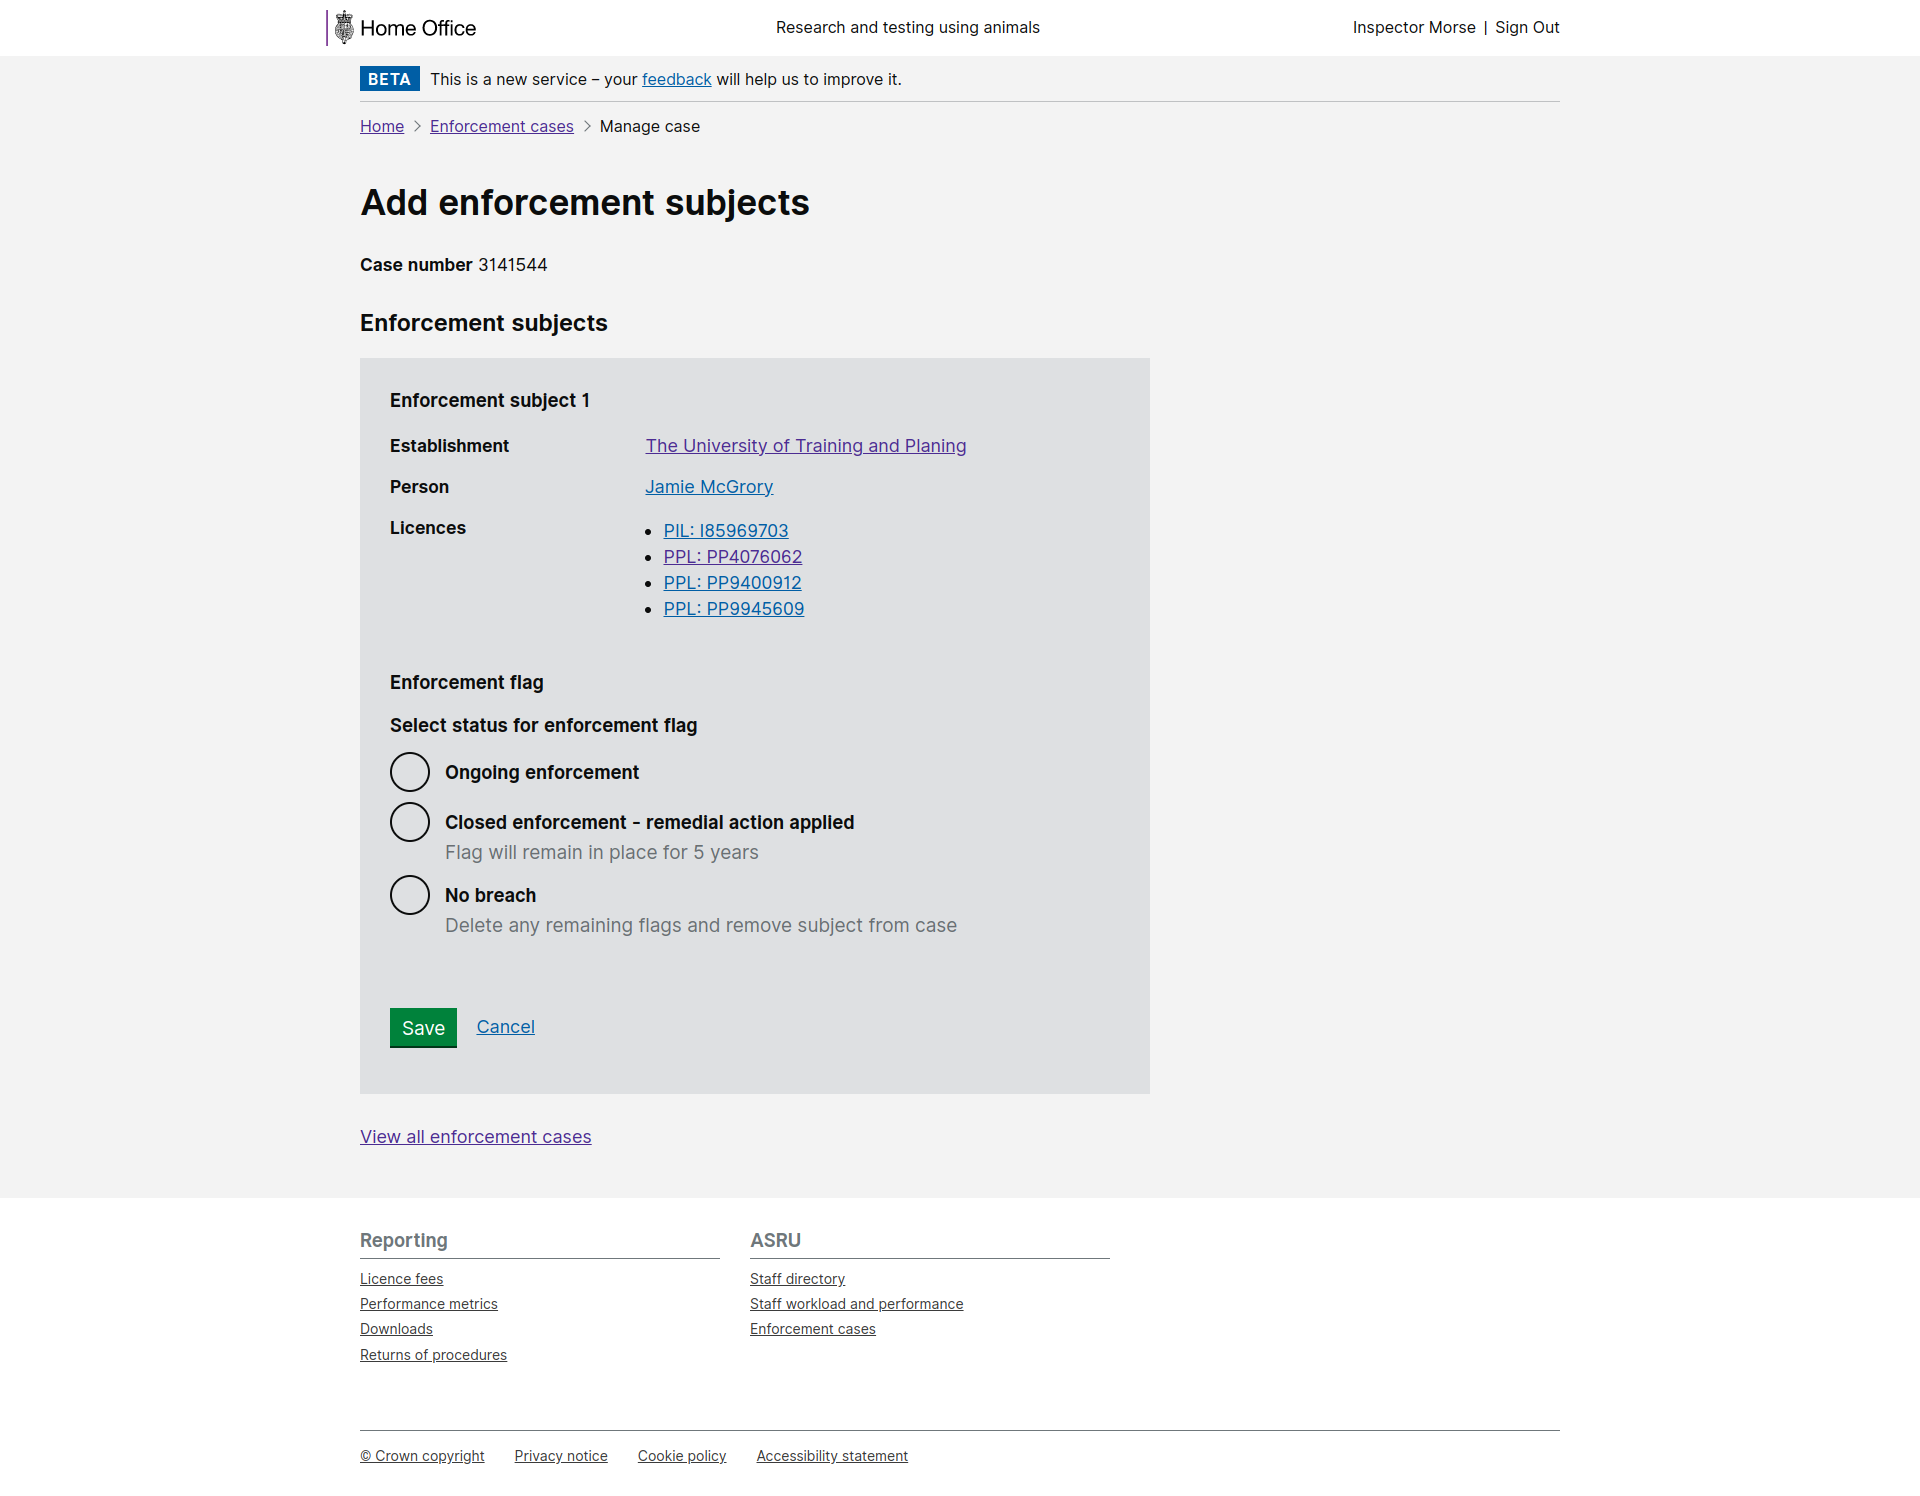 Home Office
Research and testing using animals
Inspector Morse | Sign Out
BETA This is a new service – your feedback will help us to improve it.
Home > Enforcement cases > Manage case
Add enforcement subjects
Case number 3141544
Enforcement subjects
Enforcement subject 1
Establishment The University of Training and Planing
Person Jamie McGrory
Licences
• PIL: I85969703
• PPL: PP4076062
• PPL: PP9400912
• PPL: PP9945609
Enforcement flag
Select status for enforcement flag
Ongoing enforcement
Closed enforcement - remedial action applied
Flag will remain in place for 5 years
No breach
Delete any remaining flags and remove subject from case
Save Cancel
View all enforcement cases
Reporting
Licence fees
Performance metrics
Downloads
Returns of procedures
ASRU
Staff directory
Staff workload and performance
Enforcement cases
© Crown copyright Privacy notice Cookie policy Accessibility statement